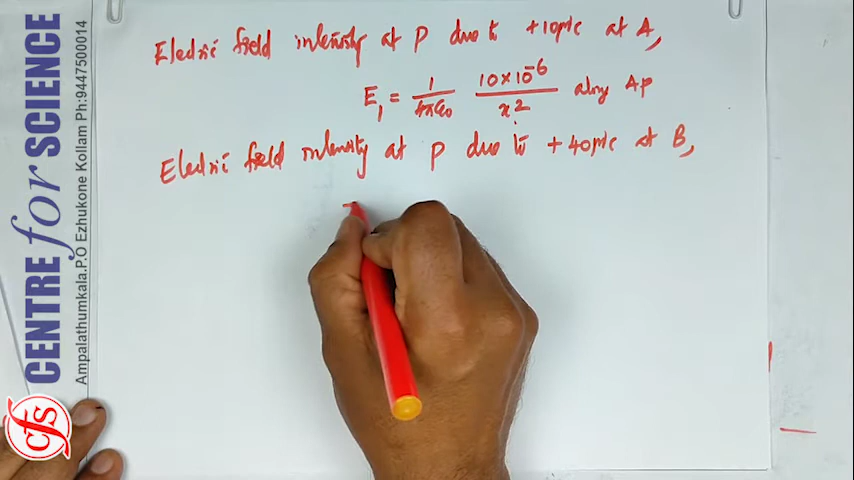 CENTRE for SCIENCE
Ampalathumkala.P.O Ezhukone Kollam Ph:9447500014
cfs
Electric field intensity at P due to +10μc at A,
E₁ = 1/4πε₀ 10×10⁻⁶/x² along AP
Electric field intensity at P due to +40μc at B,